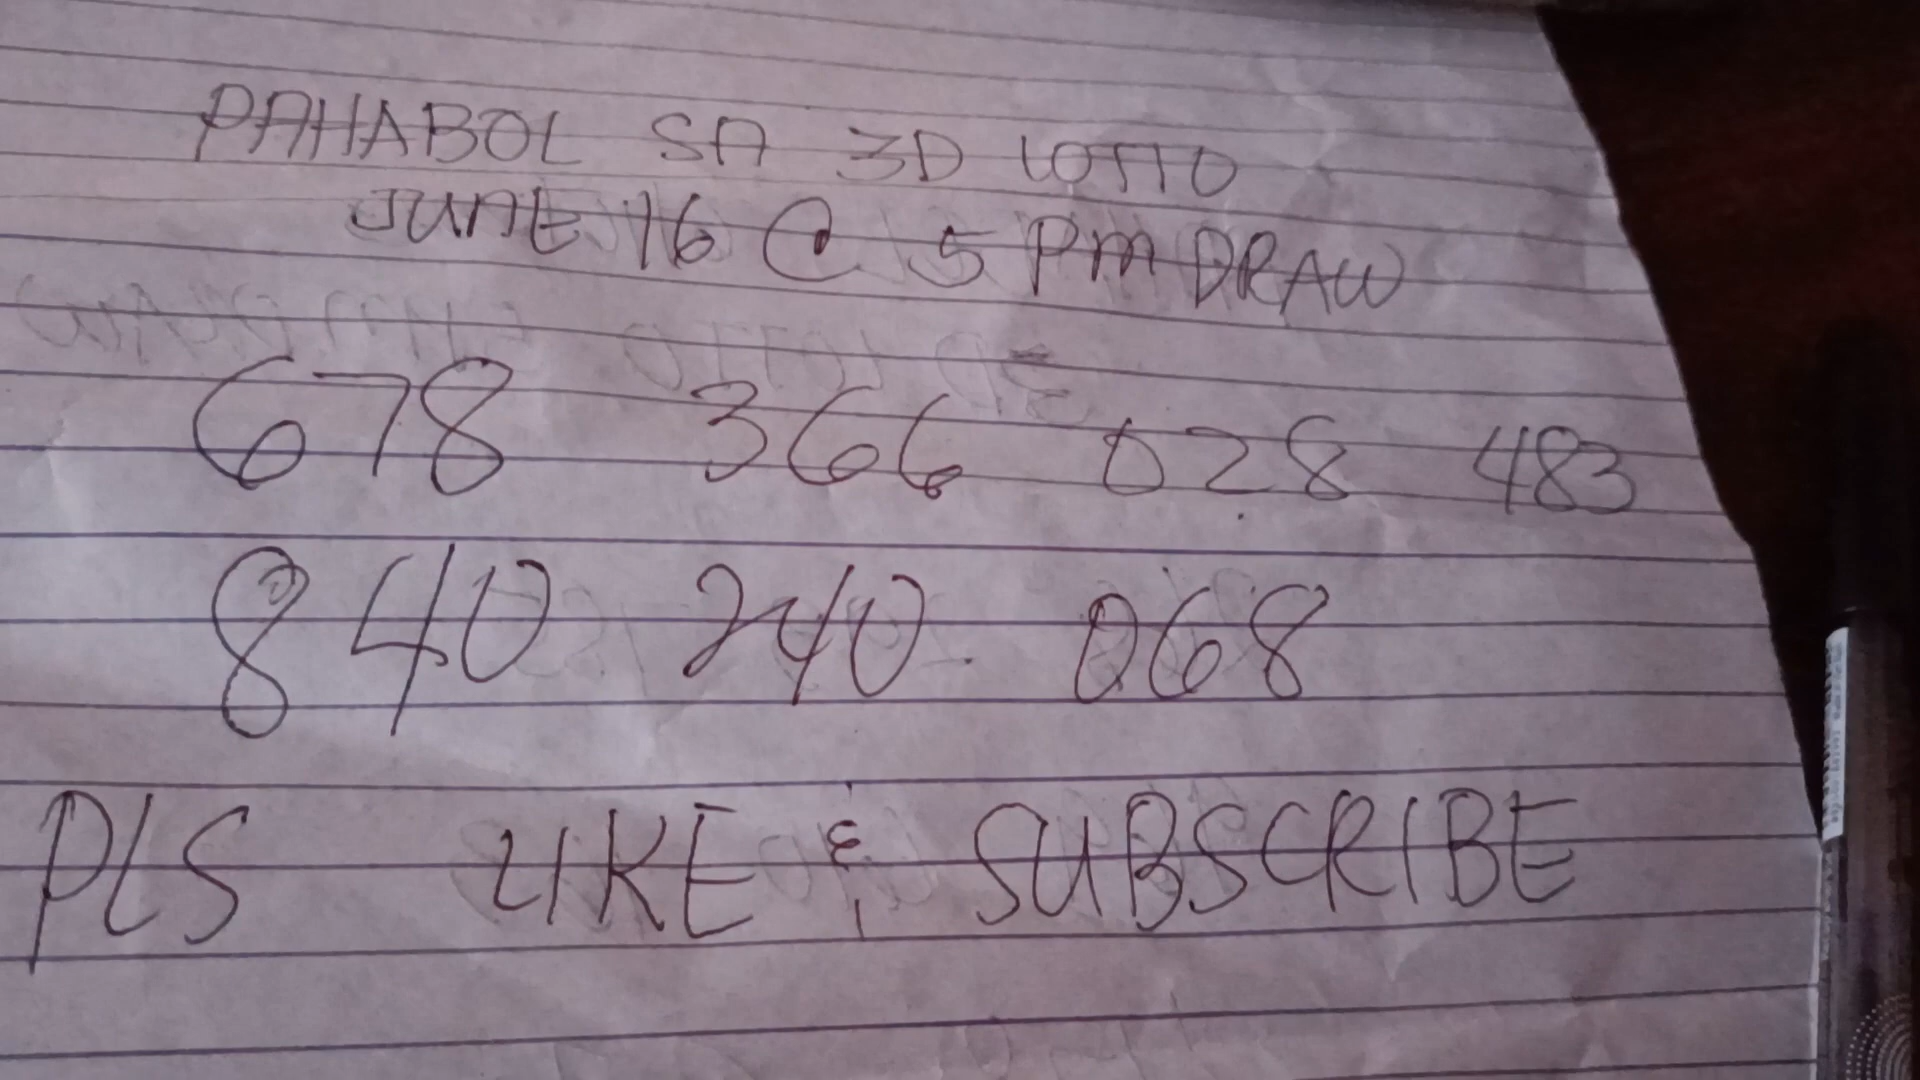 PAHABOL SA 3D LOTTO
JUNE 16 @ 5 PM DRAW
678 366 028 483
840 240 068
PLS LIKE & SUBSCRIBE